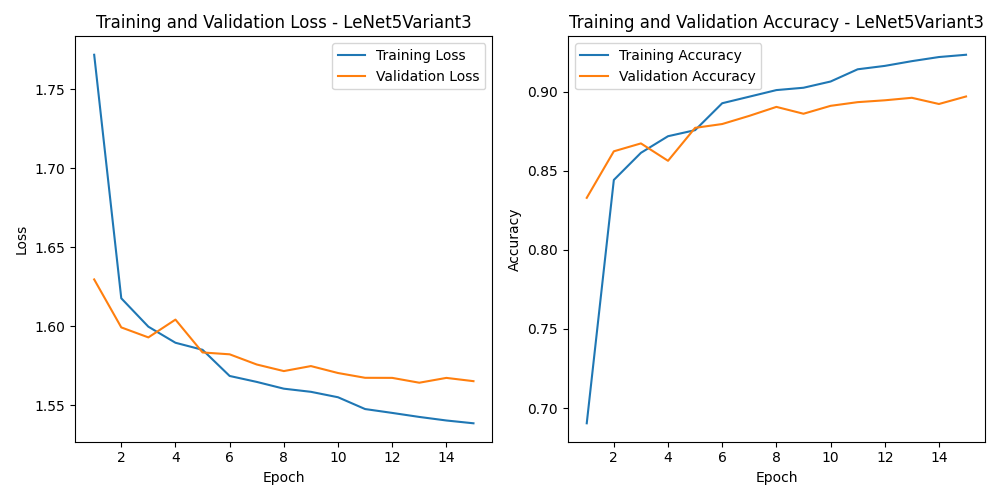 Training and Validation Loss - LeNet5Variant3
Training Loss
Validation Loss
1.75
1.70
1.65
1.60
1.55
Loss
2 4 6 8 10 12 14
Epoch
Training and Validation Accuracy - LeNet5Variant3
Training Accuracy
Validation Accuracy
0.90
0.85
0.80
0.75
0.70
Accuracy
2 4 6 8 10 12 14
Epoch